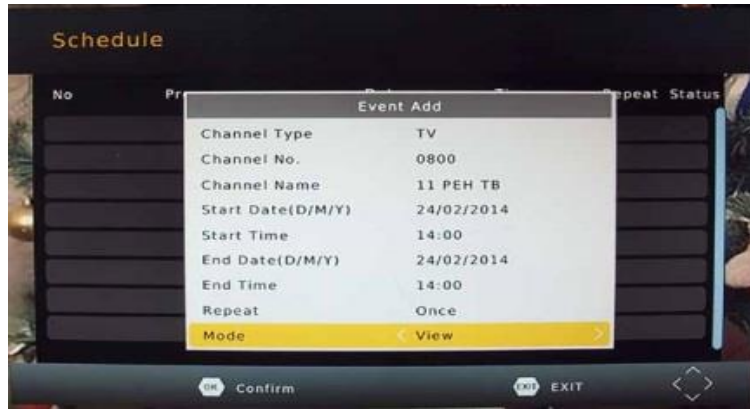 Schedule
No Repeat Status
Event Add
Channel Type TV
Channel No. 0800
Channel Name 11 PEH TB
Start Date(D/M/Y) 24/02/2014
Start Time 14:00
End Date(D/M/Y) 24/02/2014
End Time 14:00
Repeat Once
Mode View
OK Confirm EXIT EXIT